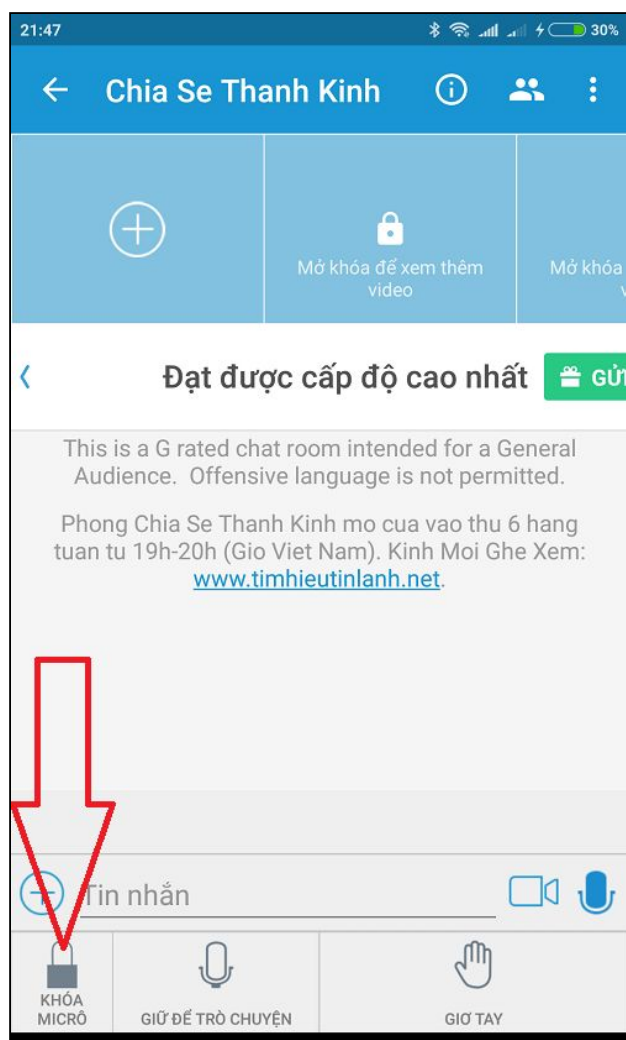 21:47
30%
Chia Se Thanh Kinh
Mở khóa để xem thêm
video
Mở khóa
Đạt được cấp độ cao nhất
GỬI
This is a G rated chat room intended for a General
Audience. Offensive language is not permitted.
Phong Chia Se Thanh Kinh mo cua vao thu 6 hang
tuan tu 19h-20h (Gio Viet Nam). Kinh Moi Ghe Xem:
www.timhieutinlanh.net.
Tin nhắn
KHÓA
MICRÔ
GIỮ ĐỂ TRÒ CHUYỆN
GIƠ TAY